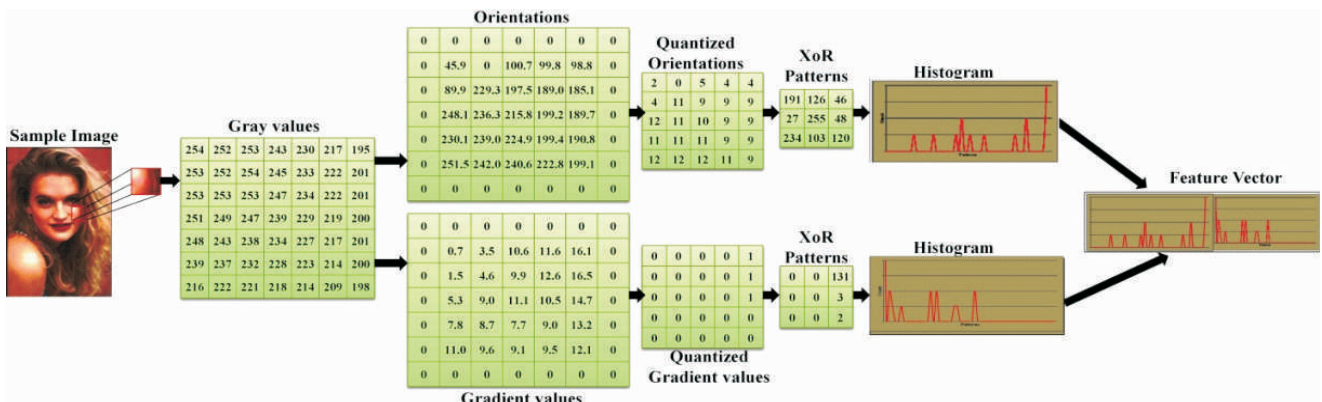 Sample Image
Gray values
254 252 253 243 230 217 195
253 252 254 245 233 222 201
253 253 253 247 234 222 201
251 249 247 239 229 219 200
248 243 238 234 227 217 201
239 237 232 228 223 214 200
216 222 221 218 214 209 198
Orientations
0 0 0 0 0 0 0
0 45.9 0 100.7 99.8 98.8 0
0 89.9 229.3 197.5 189.0 185.1 0
0 248.1 236.3 215.8 199.2 189.7 0
0 230.1 239.0 224.9 199.4 190.8 0
0 251.5 242.0 240.6 222.8 199.1 0
0 0 0 0 0 0 0
Quantized
Orientations
2 0 5 4 4
4 11 9 9 9
12 11 10 9 9
11 11 11 9 9
12 12 12 11 9
XoR
Patterns
191 126 46
27 255 48
234 103 120
Histogram
0 0 0 0 0 0 0
0 0.7 3.5 10.6 11.6 16.1 0
0 1.5 4.6 9.9 12.6 16.5 0
0 5.3 9.0 11.1 10.5 14.7 0
0 7.8 8.7 7.7 9.0 13.2 0
0 11.0 9.6 9.1 9.5 12.1 0
0 0 0 0 0 0 0
Gradient values
0 0 0 0 1
0 0 0 0 1
0 0 0 0 1
0 0 0 0 0
0 0 0 0 0
Quantized
Gradient values
XoR
Patterns
0 0 131
0 0 3
0 0 2
Histogram
Feature Vector